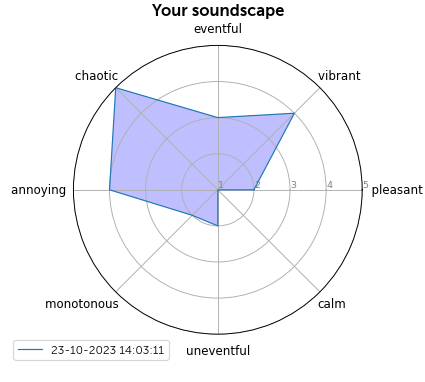 Your soundscape
eventful
chaotic
vibrant
annoying
1 2 3 4 5
pleasant
monotonous
calm
uneventful
23-10-2023 14:03:11